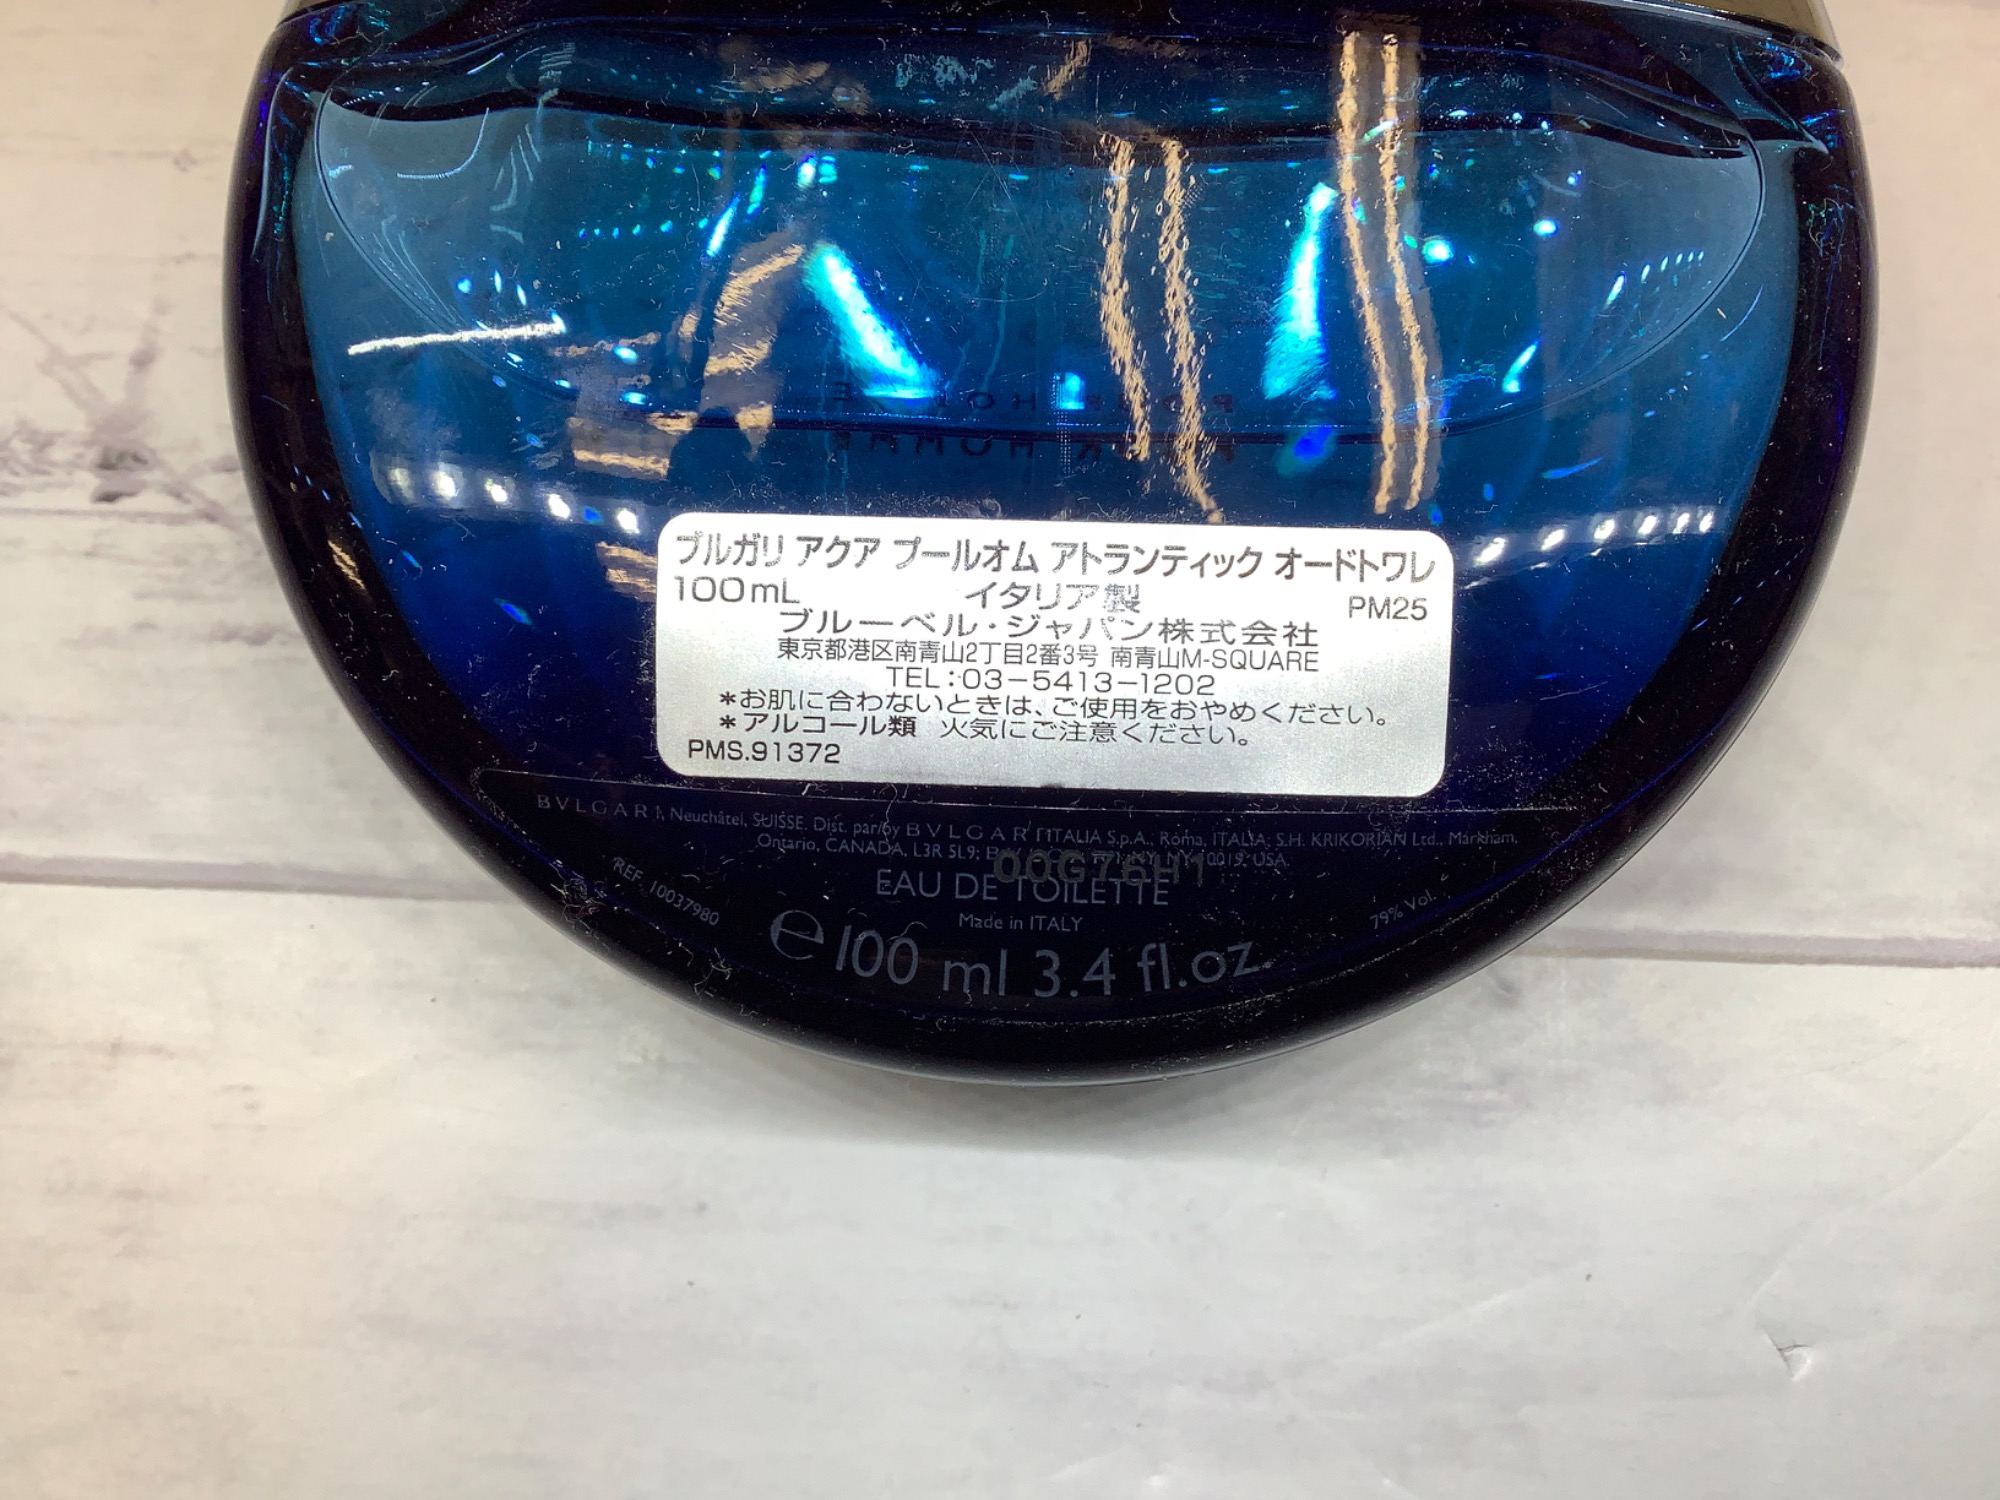 POUR HOMME
ブルガリ アクア プールオム アトランティック オードトワレ
100mL イタリア製 PM25
ブルーベル・ジャパン株式会社
東京都港区南青山2丁目2番3号 南青山M-SQUARE
TEL:03-5413-1202
*お肌に合わないときは、ご使用をおやめください。
*アルコール類 火気にご注意ください。
PMS.91372
BVLGARI, Neuchâtel, SUISSE. Dist. par/by BVLGARI ITALIA S.p.A., Roma, ITALIA; S.H. KRIKORIAN Ltd., Markham,
Ontario, CANADA, L3R 5L9; NY, NY 10019, USA.
00G76H1
EAU DE TOILETTE
REF. 10037980
Made in ITALY
79% Vol.
℮ 100 ml 3.4 fl.oz.